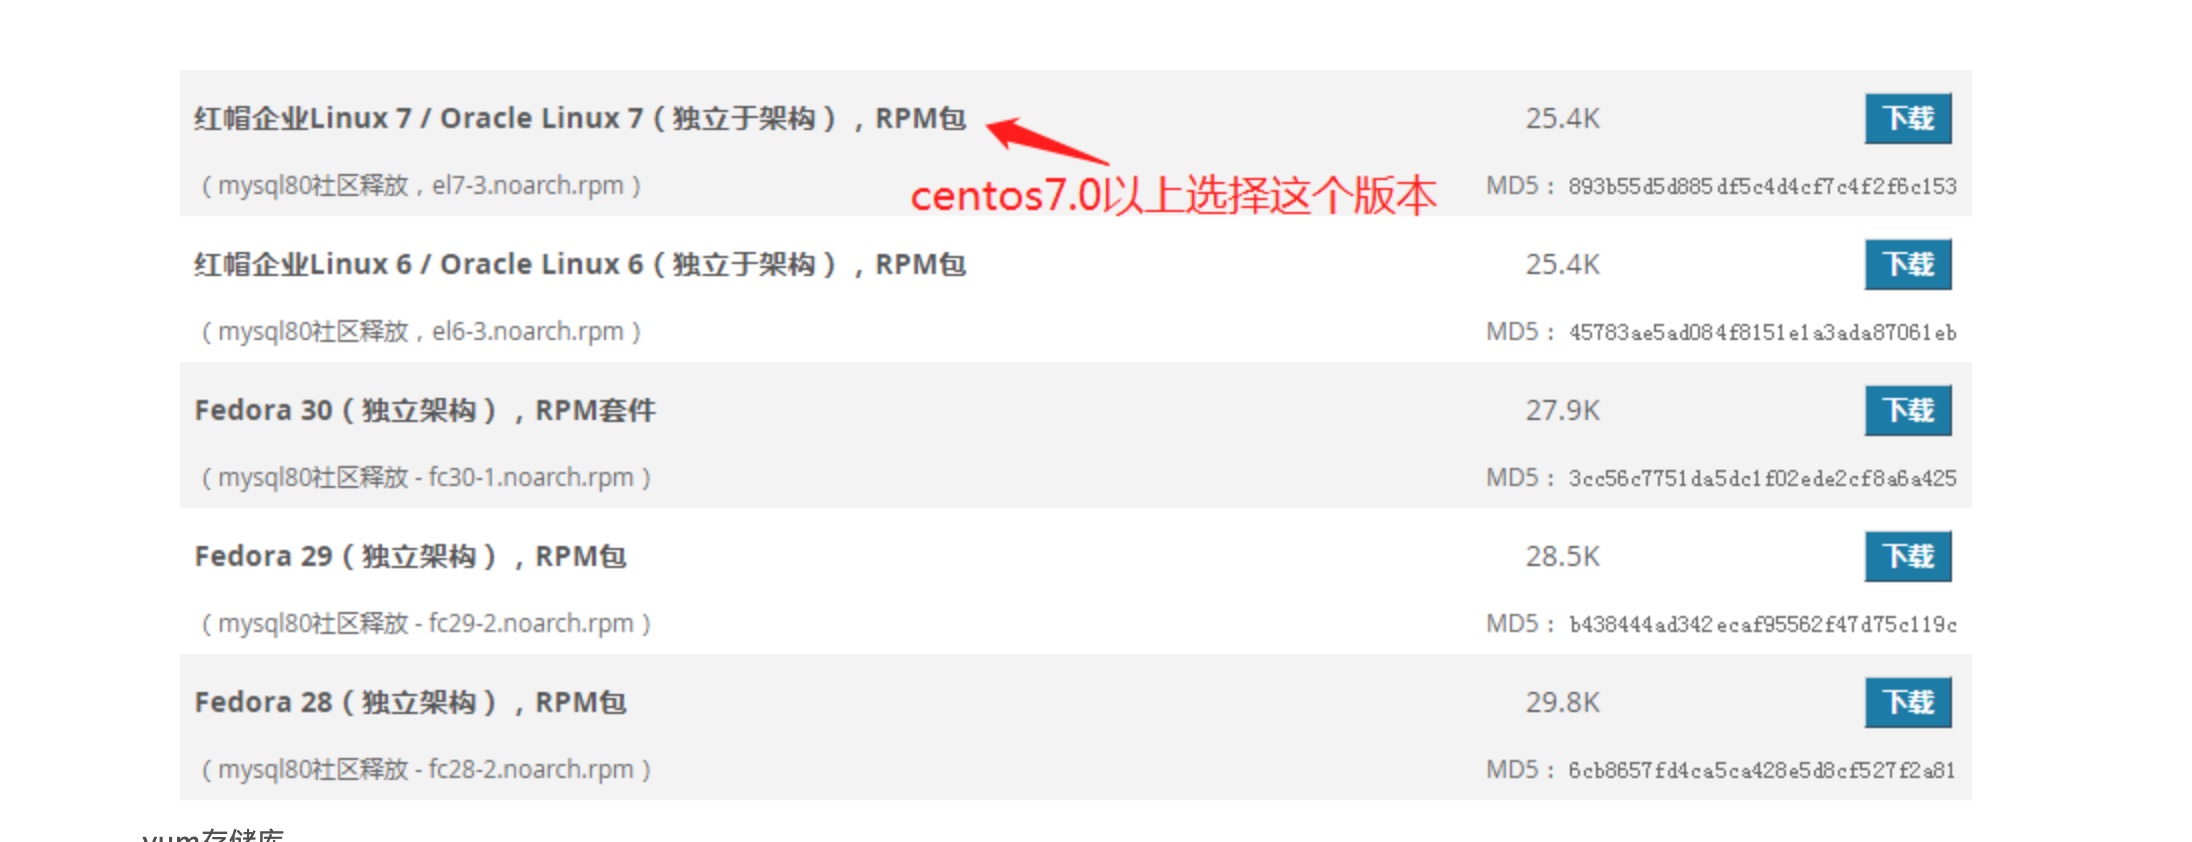 红帽企业Linux 7 / Oracle Linux 7（独立于架构），RPM包
25.4K
下载
（mysql80社区释放，el7-3.noarch.rpm）
centos7.0以上选择这个版本
MD5：893b55d5d885df5c4d4cf7c4f2f6c153
红帽企业Linux 6 / Oracle Linux 6（独立于架构），RPM包
25.4K
下载
（mysql80社区释放，el6-3.noarch.rpm）
MD5：45783ae5ad084f8151e1a3ada87061eb
Fedora 30（独立架构），RPM套件
27.9K
下载
（mysql80社区释放 - fc30-1.noarch.rpm）
MD5：3cc56c7751da5dc1f02ede2cf8a6a425
Fedora 29（独立架构），RPM包
28.5K
下载
（mysql80社区释放 - fc29-2.noarch.rpm）
MD5：b438444ad342ecaf95562f47d75c119c
Fedora 28（独立架构），RPM包
29.8K
下载
（mysql80社区释放 - fc28-2.noarch.rpm）
MD5：6cb8657fd4ca5ca428e5d8cf527f2a81
yum存储库